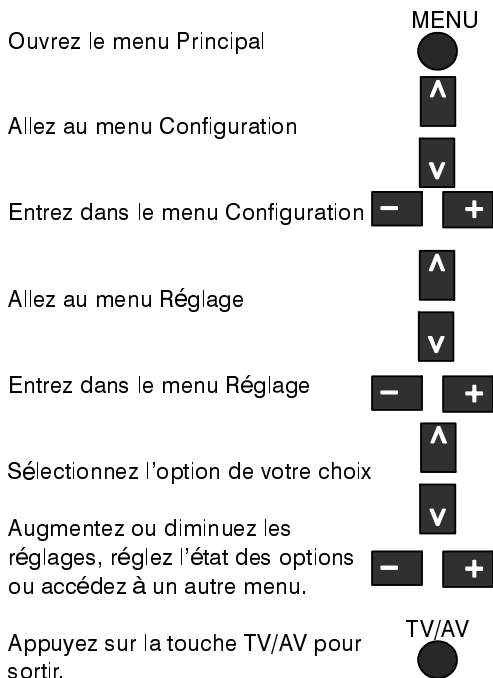 MENU
Ouvrez le menu Principal
^
Allez au menu Configuration
v
Entrez dans le menu Configuration - +
^
Allez au menu Réglage
v
Entrez dans le menu Réglage - +
^
Sélectionnez l'option de votre choix
v
Augmentez ou diminuez les
réglages, réglez l'état des options - +
ou accédez à un autre menu.
TV/AV
Appuyez sur la touche TV/AV pour
sortir.